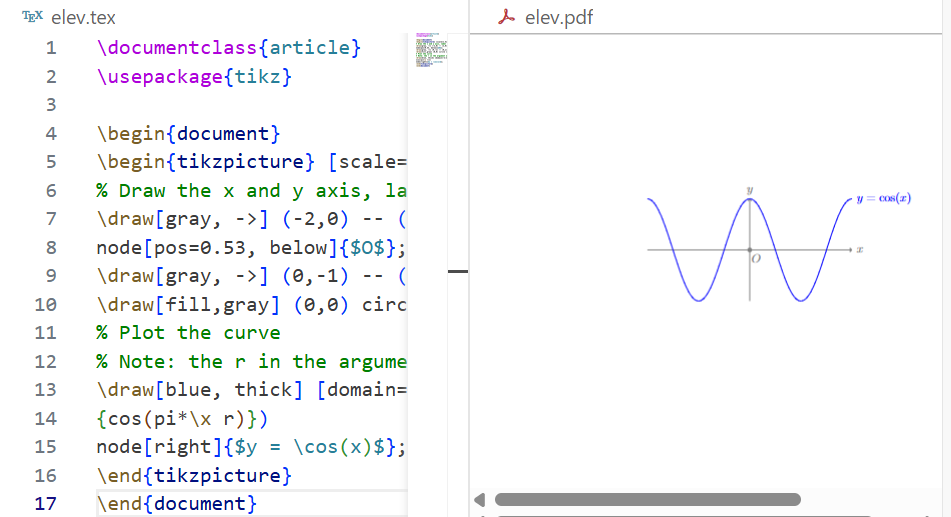 TEX elev.tex
elev.pdf
1 \documentclass{article}
2 \usepackage{tikz}
3
4 \begin{document}
5 \begin{tikzpicture} [scale=
6 % Draw the x and y axis, la
7 \draw[gray, ->] (-2,0) -- (
8 node[pos=0.53, below]{$O$};
9 \draw[gray, ->] (0,-1) -- (
10 \draw[fill,gray] (0,0) circ
11 % Plot the curve
12 % Note: the r in the argume
13 \draw[blue, thick] [domain=
14 {cos(pi*\x r)})
15 node[right]{$y = \cos(x)$};
16 \end{tikzpicture}
17 \end{document}
y
y = cos(x)
x
O